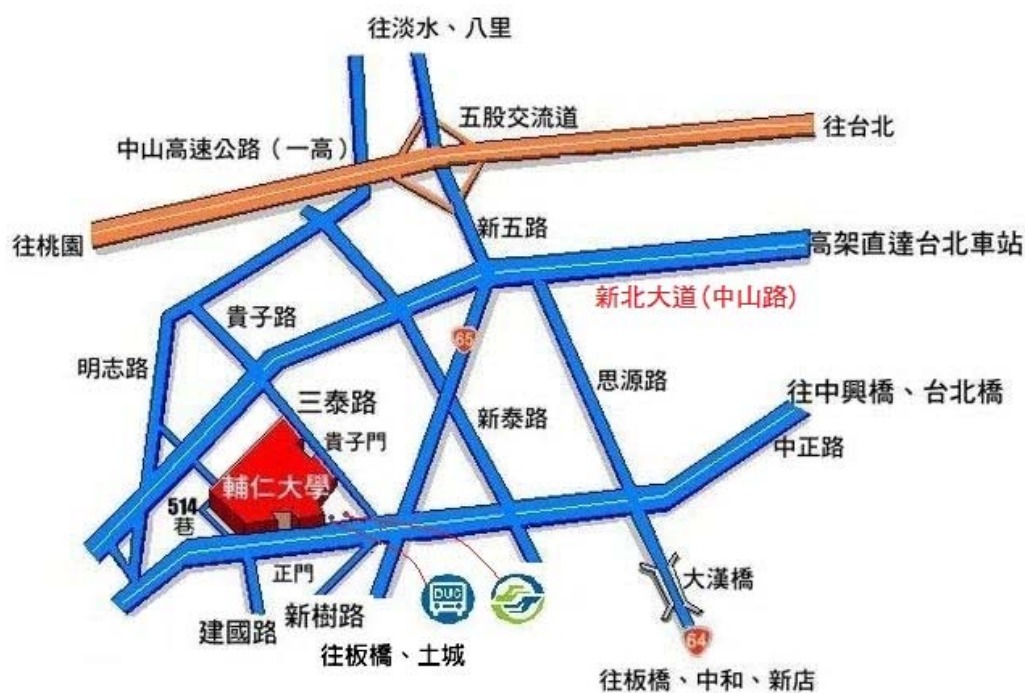 往淡水、八里
五股交流道
往台北
中山高速公路（一高）
往桃園
新五路
高架直達台北車站
新北大道(中山路)
貴子路
65
明志路
思源路
三泰路
往中興橋、台北橋
新泰路
貴子門
中正路
輔仁大學
514
巷
正門
大漢橋
新樹路
建國路
DUC
64
往板橋、土城
往板橋、中和、新店